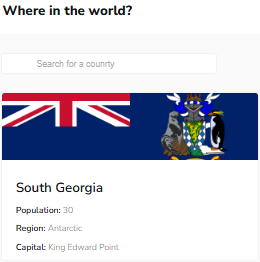 Where in the world?
Search for a counrty
South Georgia
Population: 30
Region: Antarctic
Capital: King Edward Point